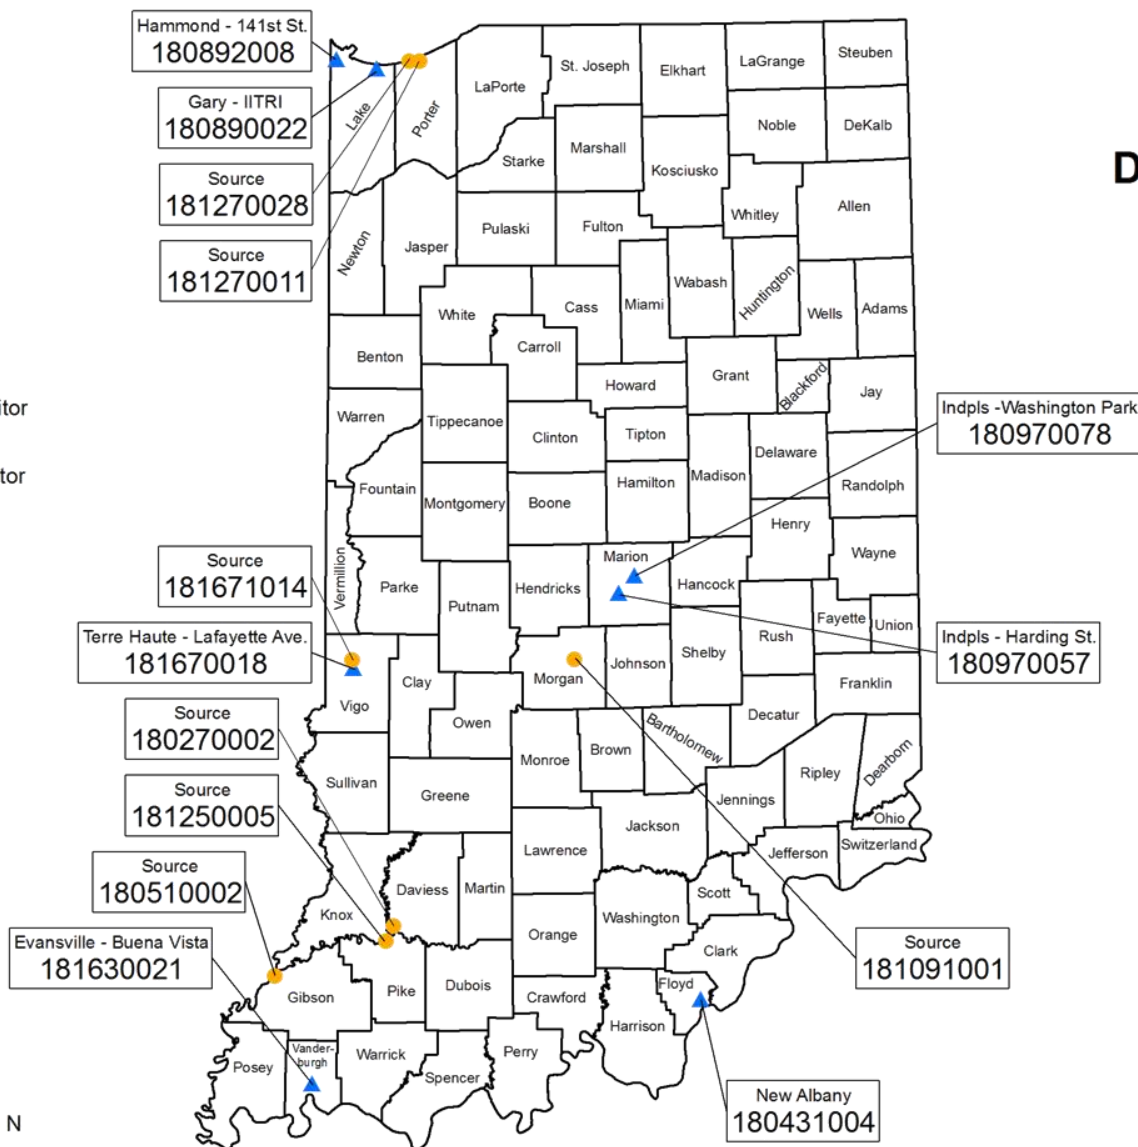 Hammond - 141st St.
180892008
Gary - IITRI
180890022
Source
181270028
Source
181270011
D
Lake
Porter
LaPorte
St. Joseph
Elkhart
LaGrange
Steuben
Noble
DeKalb
Starke
Marshall
Kosciusko
Newton
Jasper
Pulaski
Fulton
Whitley
Allen
White
Cass
Miami
Wabash
Huntington
Wells
Adams
Benton
Carroll
Howard
Grant
Blackford
Jay
Warren
Tippecanoe
Clinton
Tipton
Delaware
itor
tor
Indpls -Washington Park
180970078
Fountain
Montgomery
Boone
Hamilton
Madison
Randolph
Henry
Wayne
Source
181671014
Vermillion
Parke
Putnam
Hendricks
Marion
Hancock
Fayette
Union
Rush
Terre Haute - Lafayette Ave.
181670018
Indpls - Harding St.
180970057
Vigo
Clay
Owen
Morgan
Johnson
Shelby
Franklin
Decatur
Source
180270002
Source
181250005
Sullivan
Greene
Monroe
Brown
Bartholomew
Jennings
Ripley
Dearborn
Ohio
Switzerland
Jefferson
Jackson
Lawrence
Source
180510002
Knox
Daviess
Martin
Orange
Washington
Scott
Clark
Evansville - Buena Vista
181630021
Source
181091001
Gibson
Pike
Dubois
Crawford
Harrison
Floyd
Posey
Vander-
burgh
Warrick
Spencer
Perry
New Albany
180431004
N